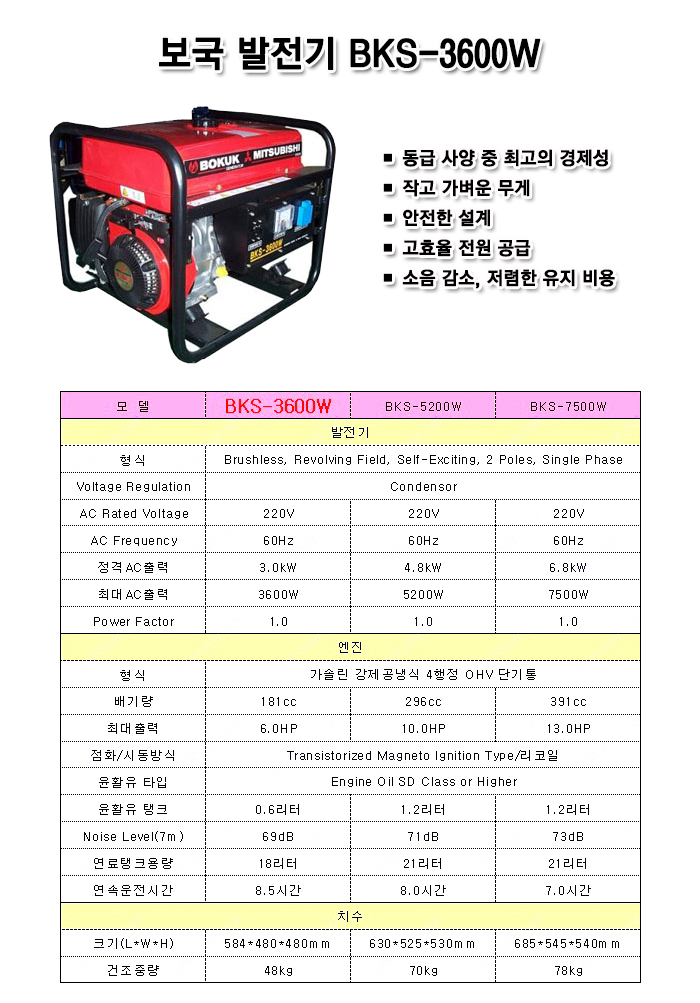 보국 발전기 BKS-3600W
BOKUK MITSUBISHI
BKS-3600W
■ 동급 사양 중 최고의 경제성
■ 작고 가벼운 무게
■ 안전한 설계
■ 고효율 전원 공급
■ 소음 감소, 저렴한 유지 비용
모 델 BKS-3600W BKS-5200W BKS-7500W
발전기
형식 Brushless, Revolving Field, Self-Exciting, 2 Poles, Single Phase
Voltage Regulation Condensor
AC Rated Voltage 220V 220V 220V
AC Frequency 60Hz 60Hz 60Hz
정격AC출력 3.0kW 4.8kW 6.8kW
최대AC출력 3600W 5200W 7500W
Power Factor 1.0 1.0 1.0
엔진
형식 가솔린 강제공냉식 4행정 OHV 단기통
배기량 181cc 296cc 391cc
최대출력 6.0HP 10.0HP 13.0HP
점화/시동방식 Transistorized Magneto Ignition Type/리코일
윤활유 타입 Engine Oil SD Class or Higher
윤활유 탱크 0.6리터 1.2리터 1.2리터
Noise Level(7m) 69dB 71dB 73dB
연료탱크용량 18리터 21리터 21리터
연속운전시간 8.5시간 8.0시간 7.0시간
치수
크기(L*W*H) 584*480*480mm 630*525*530mm 685*545*540mm
건조중량 48kg 70kg 78kg